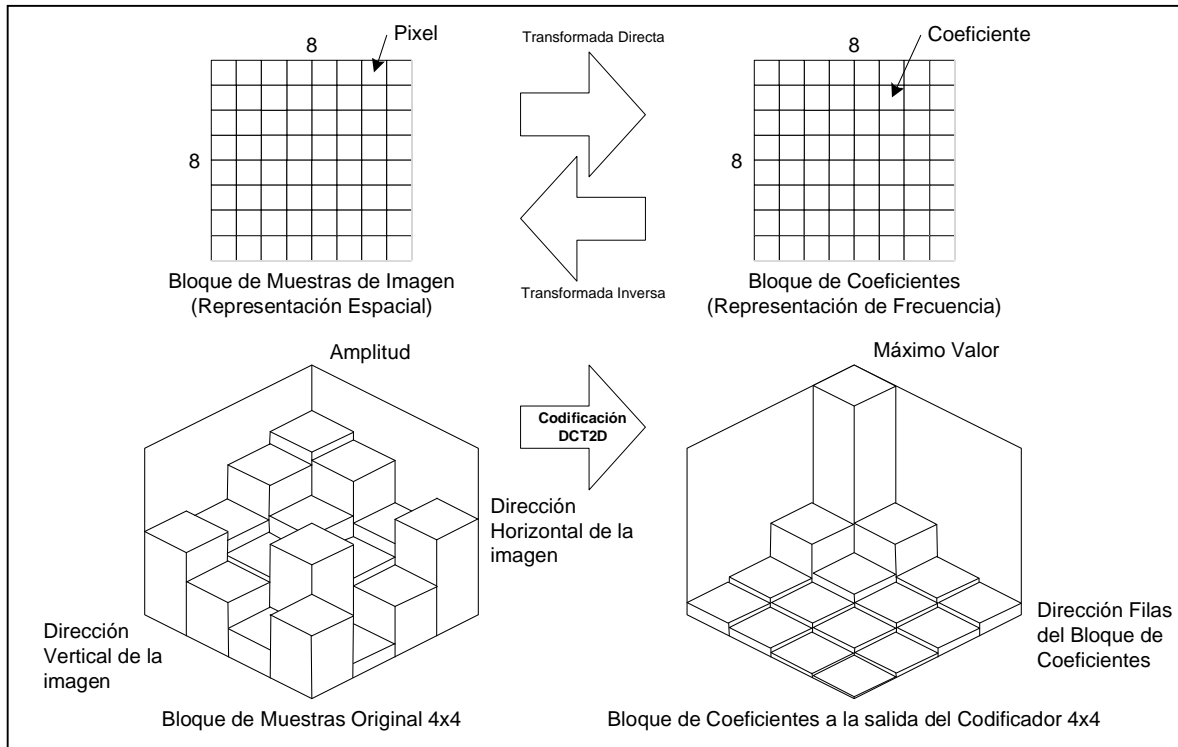 8
Pixel
8
Bloque de Muestras de Imagen
(Representación Espacial)
Transformada Directa
Transformada Inversa
8
Coeficiente
8
Bloque de Coeficientes
(Representación de Frecuencia)
Amplitud
Dirección
Horizontal de la
imagen
Dirección
Vertical de la
imagen
Bloque de Muestras Original 4x4
Codificación
DCT2D
Máximo Valor
Dirección Filas
del Bloque de
Coeficientes
Bloque de Coeficientes a la salida del Codificador 4x4